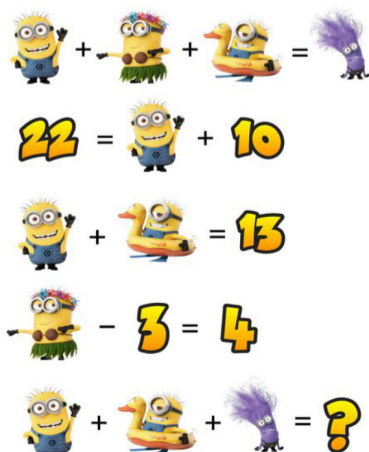 + + =
22 = + 10
+ = 13
- 3 = 4
+ + = ?